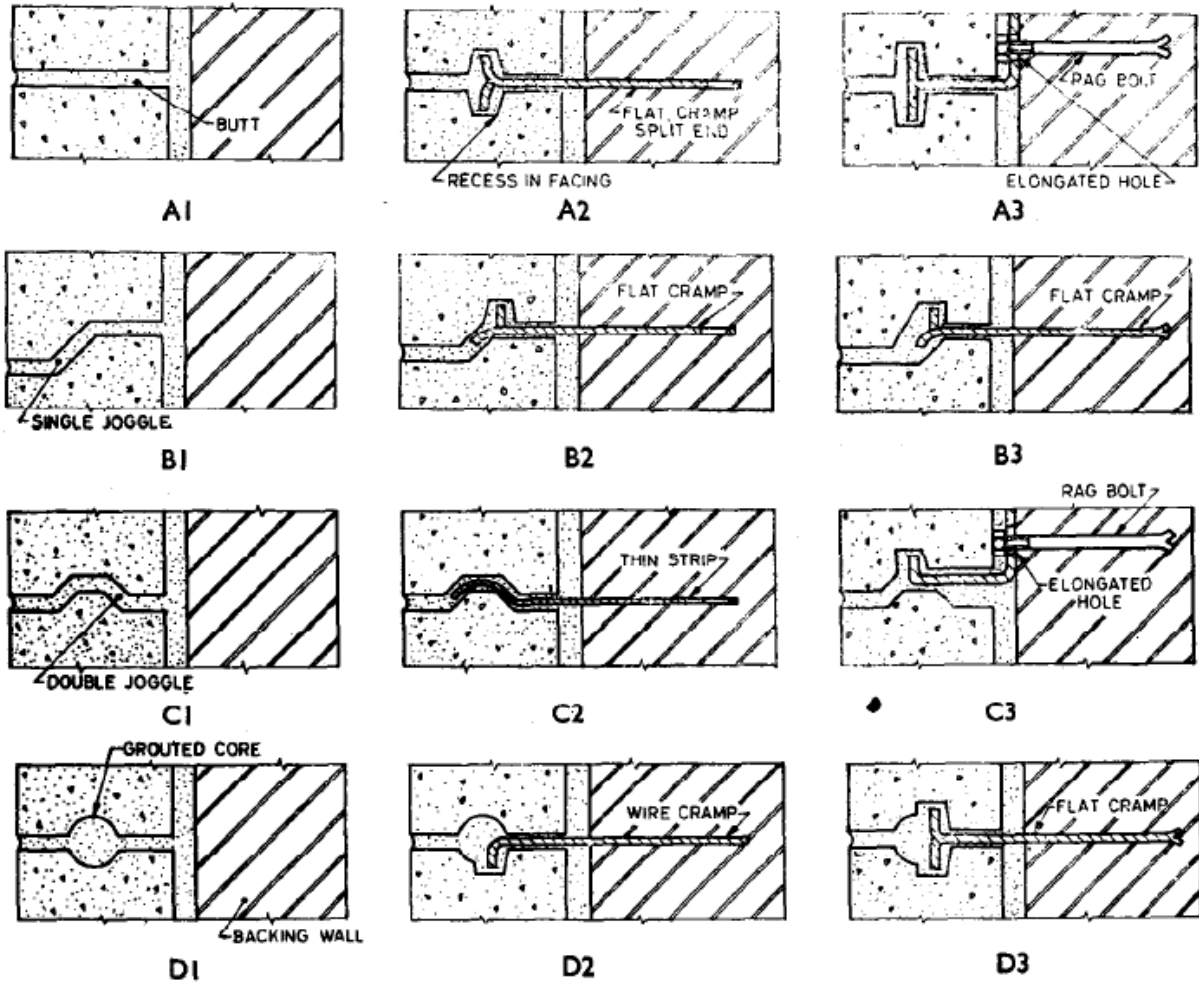 BUTT
A1
FLAT CRAMP
SPLIT END
RECESS IN FACING
A2
RAG BOLT
ELONGATED HOLE
A3
SINGLE JOGGLE
B1
FLAT CRAMP
B2
FLAT CRAMP
B3
DOUBLE JOGGLE
C1
THIN STRIP
C2
RAG BOLT
ELONGATED
HOLE
C3
GROUTED CORE
BACKING WALL
D1
WIRE CRAMP
D2
FLAT CRAMP
D3